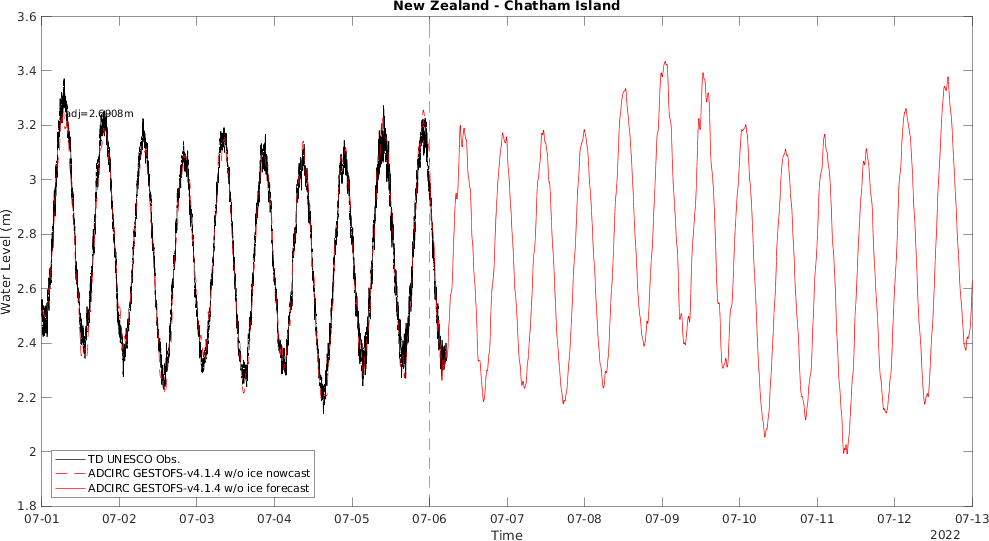 New Zealand - Chatham Island
3.6
3.4
3.2
3
2.8
2.6
2.4
2.2
2
1.8
Water Level (m)
adj=2.6908m
TD UNESCO Obs.
ADCIRC GESTOFS-v4.1.4 w/o ice nowcast
ADCIRC GESTOFS-v4.1.4 w/o ice forecast
07-01 07-02 07-03 07-04 07-05 07-06 07-07 07-08 07-09 07-10 07-11 07-12 07-13
Time
2022